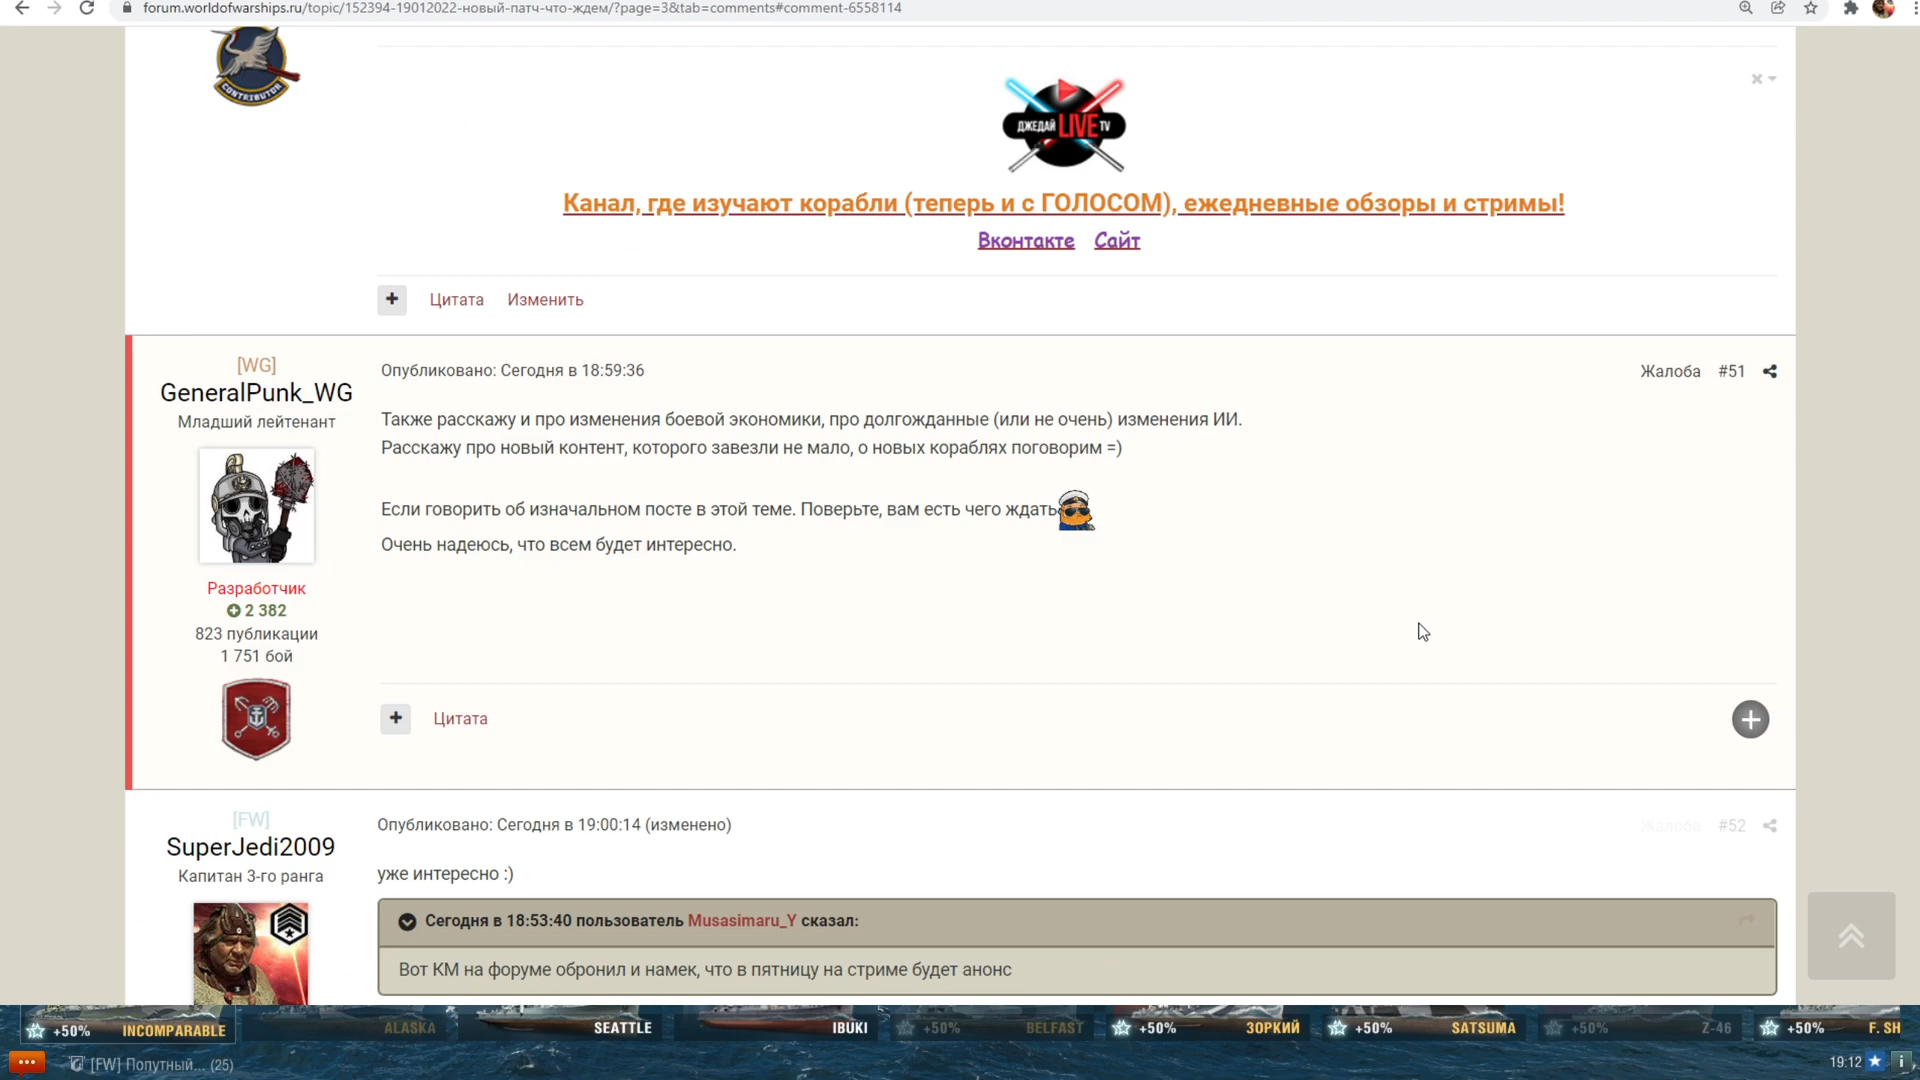 forum.worldofwarships.ru/topic/152394-19012022-новый-патч-что-ждем/?page=3&tab=comments#comment-6558114
CONTRIBUTOR
ДЖЕДАЙ LIVE TV
Канал, где изучают корабли (теперь и с ГОЛОСОМ), ежедневные обзоры и стримы!
Вконтакте Сайт
+ Цитата Изменить
[WG]
GeneralPunk_WG
Младший лейтенант
Разработчик
2 382
823 публикации
1 751 бой
Опубликовано: Сегодня в 18:59:36
Жалоба #51
Также расскажу и про изменения боевой экономики, про долгожданные (или не очень) изменения ИИ.
Расскажу про новый контент, которого завезли не мало, о новых кораблях поговорим =)
Если говорить об изначальном посте в этой теме. Поверьте, вам есть чего ждать
Очень надеюсь, что всем будет интересно.
+ Цитата
[FW]
SuperJedi2009
Капитан 3-го ранга
Опубликовано: Сегодня в 19:00:14 (изменено)
Жалоба #52
уже интересно :)
Сегодня в 18:53:40 пользователь Musasimaru_Y сказал:
Вот КМ на форуме обронил и намек, что в пятницу на стриме будет анонс
+50% INCOMPARABLE ALASKA SEATTLE IBUKI +50% BELFAST +50% ЗОРКИЙ +50% SATSUMA +50% Z-46 +50% F. SH
[FW] Попутный... (25)
19:12